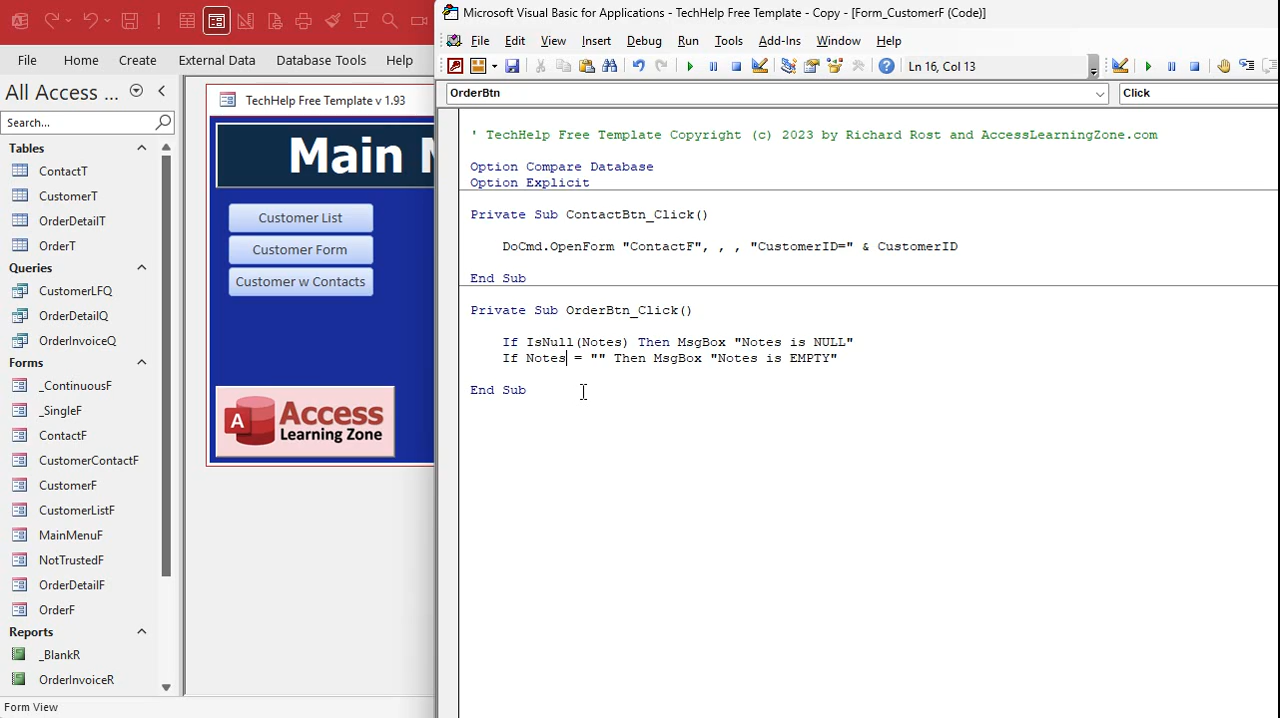 Microsoft Visual Basic for Applications - TechHelp Free Template - Copy - [Form_CustomerF (Code)]
File Edit View Insert Debug Run Tools Add-Ins Window Help
Ln 16, Col 13
OrderBtn
Click
File Home Create External Data Database Tools Help
All Access ...
Search...
Tables
ContactT
CustomerT
OrderDetailT
OrderT
Queries
CustomerLFQ
OrderDetailQ
OrderInvoiceQ
Forms
_ContinuousF
_SingleF
ContactF
CustomerContactF
CustomerF
CustomerListF
MainMenuF
NotTrustedF
OrderDetailF
OrderF
Reports
_BlankR
OrderInvoiceR
Form View
TechHelp Free Template v 1.93
Main M
Customer List
Customer Form
Customer w Contacts
A
Access
Learning Zone
' TechHelp Free Template Copyright (c) 2023 by Richard Rost and AccessLearningZone.com
Option Compare Database
Option Explicit
Private Sub ContactBtn_Click()
DoCmd.OpenForm "ContactF", , , "CustomerID=" & CustomerID
End Sub
Private Sub OrderBtn_Click()
If IsNull(Notes) Then MsgBox "Notes is NULL"
If Notes = "" Then MsgBox "Notes is EMPTY"
End Sub